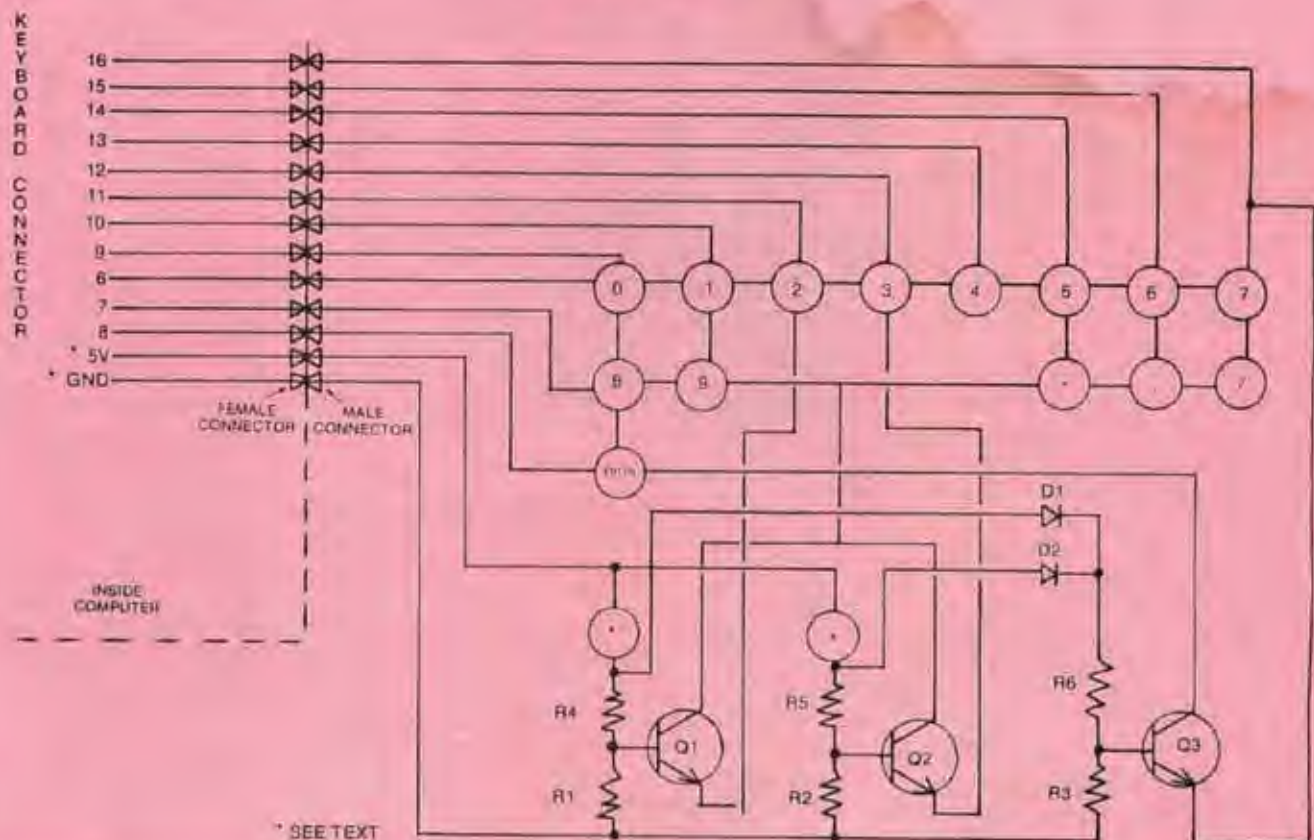 KEYBOARD CONNECTOR
16
15
14
13
12
11
10
9
6
7
8
* 5V
* GND
FEMALE CONNECTOR
MALE CONNECTOR
INSIDE COMPUTER
0
1
2
3
4
5
6
7
8
9
-
.
/
D1
D2
*
R4
R1
Q1
R5
R2
Q2
R6
R3
Q3
* SEE TEXT